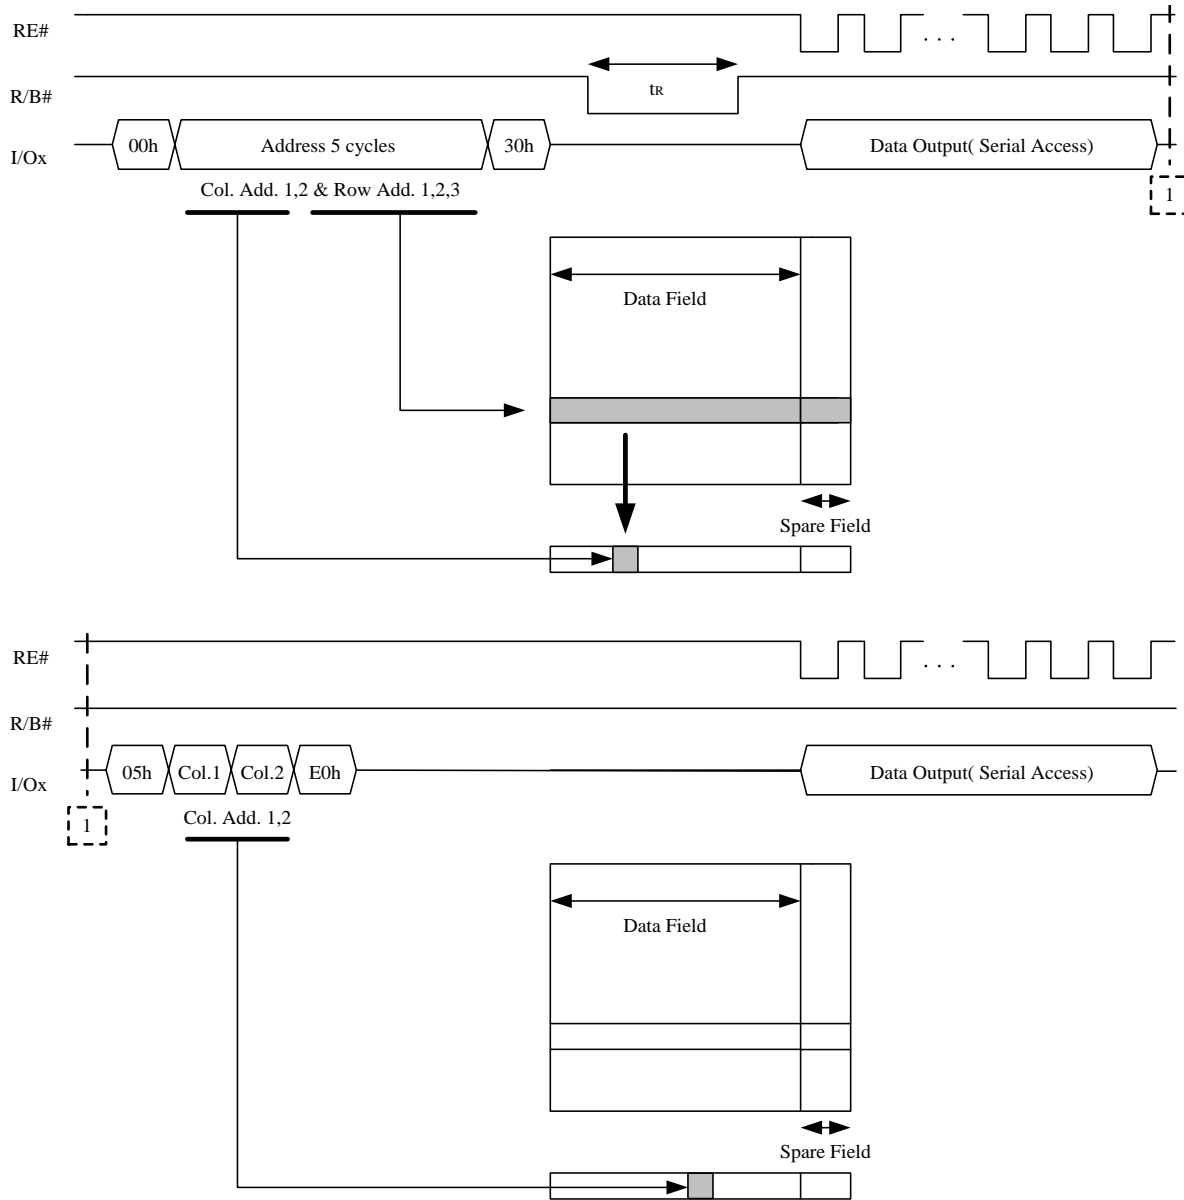 RE#
. . .
R/B#
tR
I/Ox
00h
Address 5 cycles
30h
Data Output( Serial Access)
1
Col. Add. 1,2 & Row Add. 1,2,3
Data Field
Spare Field
RE#
. . .
R/B#
I/Ox
05h
Col.1
Col.2
E0h
Data Output( Serial Access)
1
Col. Add. 1,2
Data Field
Spare Field